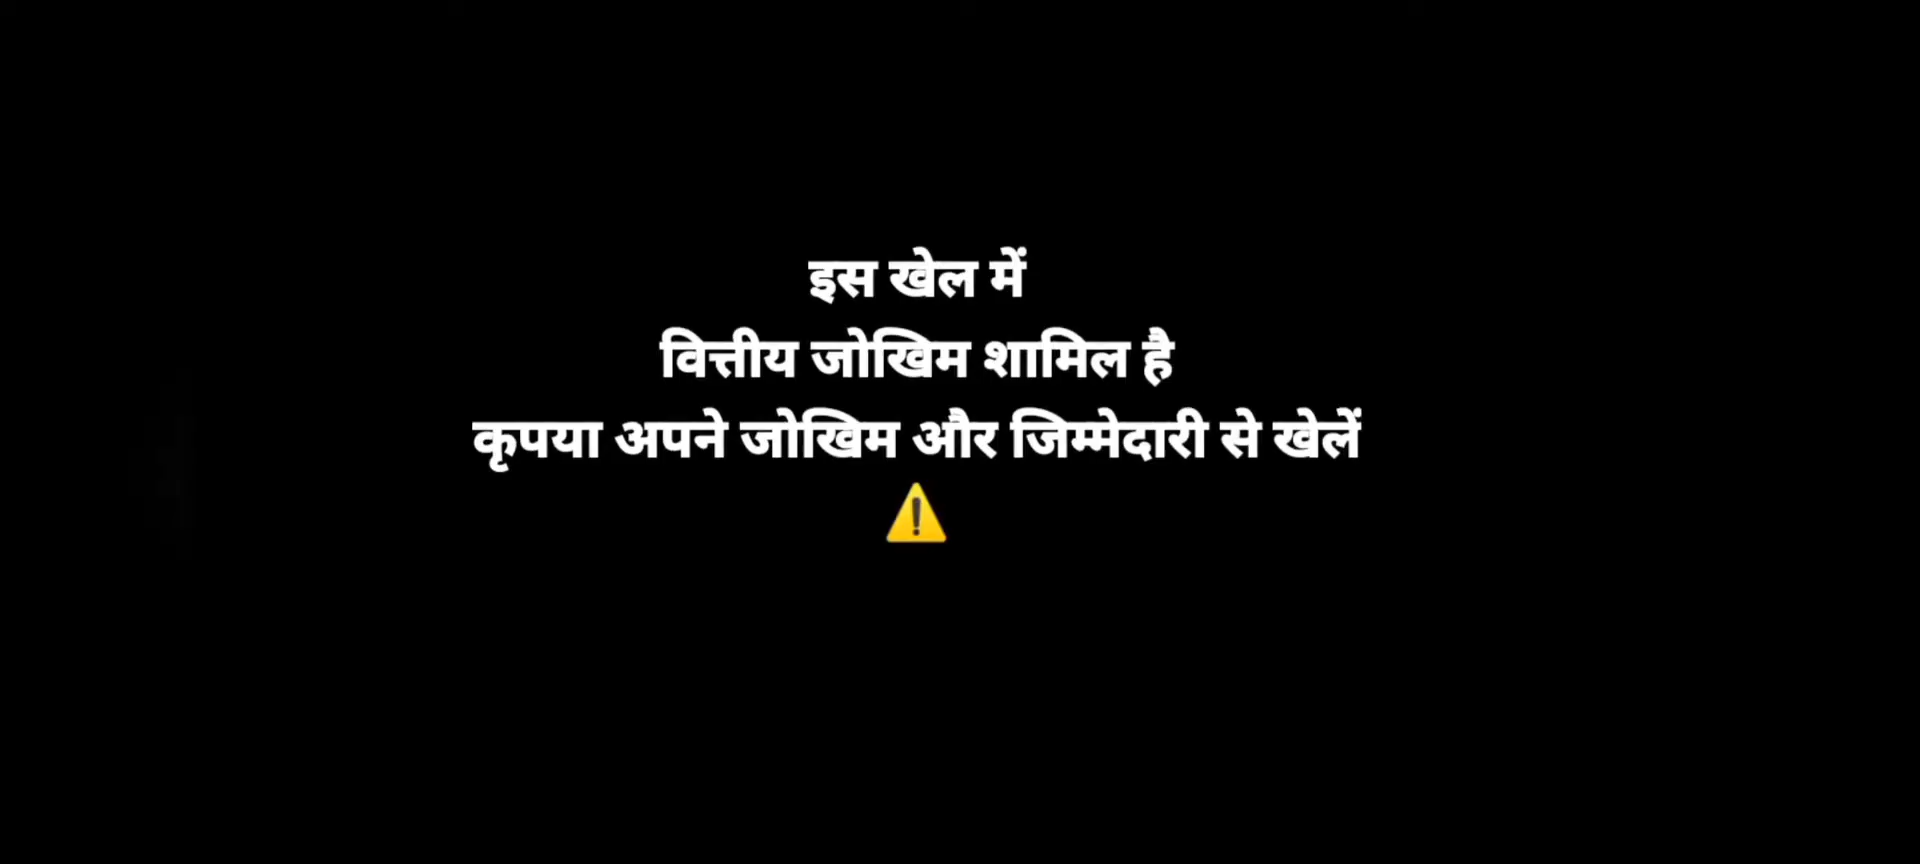 इस खेल में
वित्तीय जोखिम शामिल है
कृपया अपने जोखिम और जिम्मेदारी से खेलें
⚠️